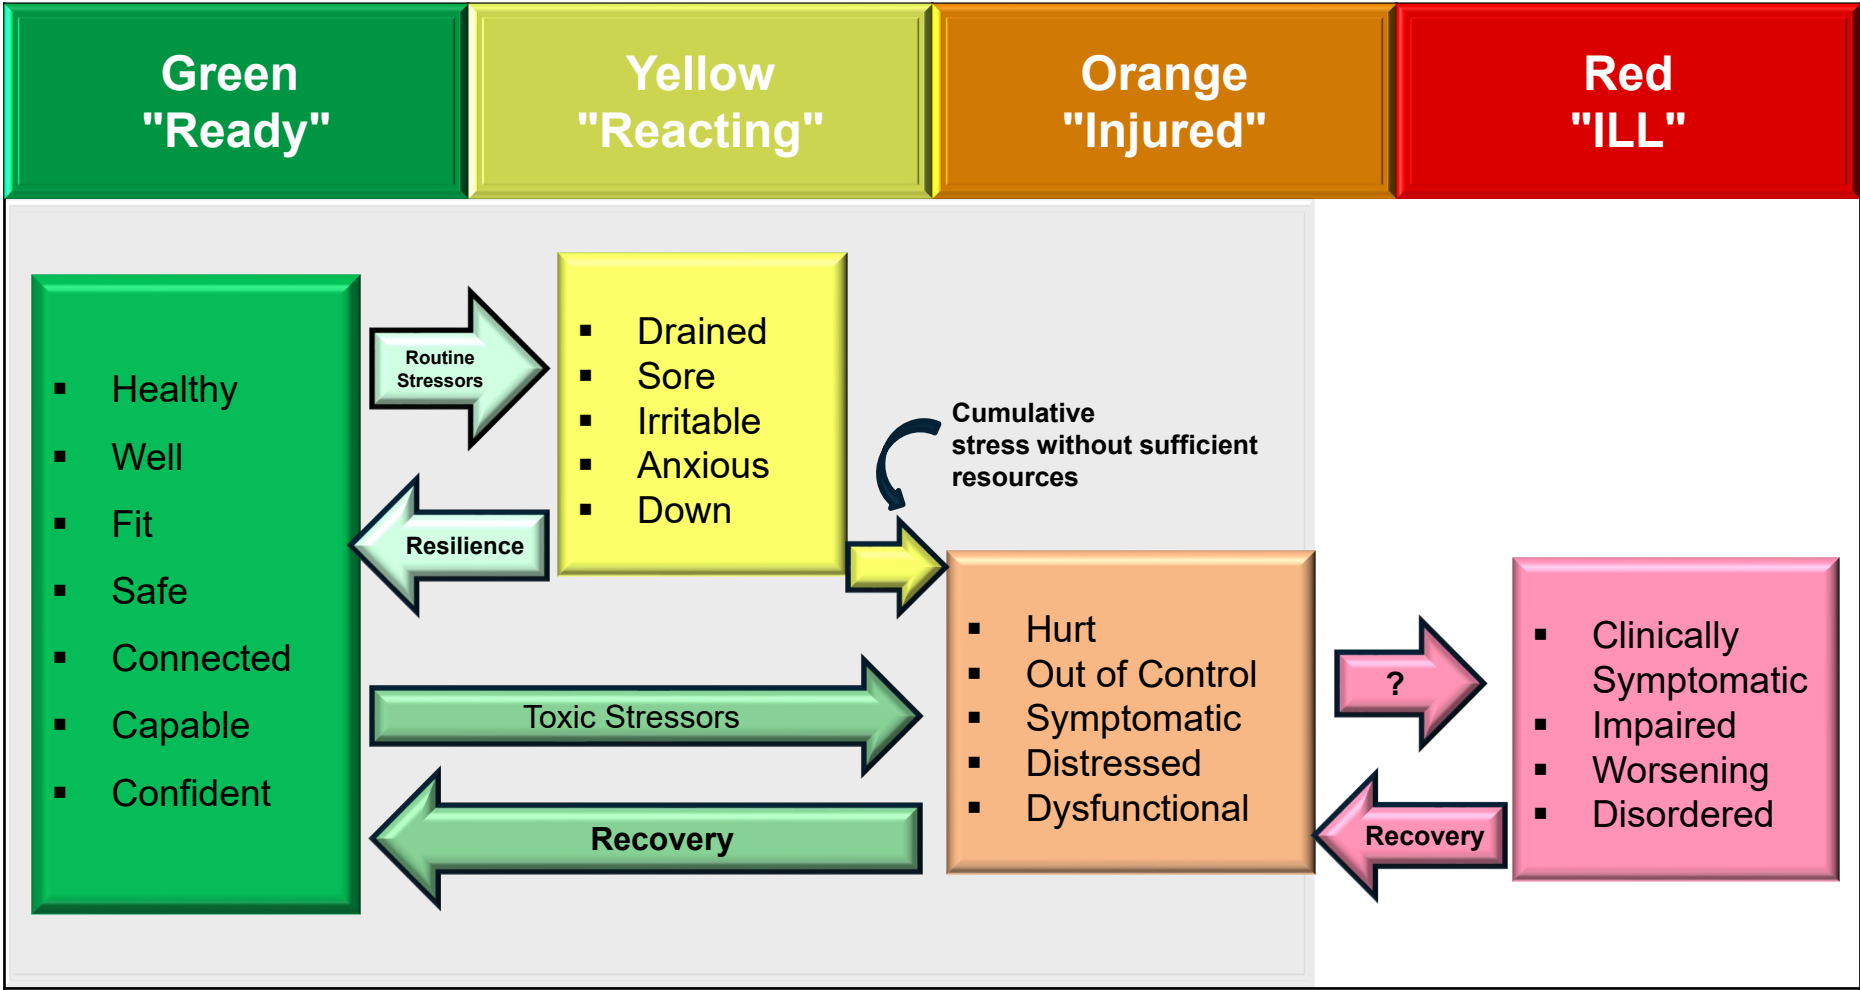 Green
"Ready"
Yellow
"Reacting"
Orange
"Injured"
Red
"ILL"
▪ Healthy
▪ Well
▪ Fit
▪ Safe
▪ Connected
▪ Capable
▪ Confident
Routine
Stressors
Resilience
▪ Drained
▪ Sore
▪ Irritable
▪ Anxious
▪ Down
Cumulative
stress without sufficient
resources
Toxic Stressors
Recovery
▪ Hurt
▪ Out of Control
▪ Symptomatic
▪ Distressed
▪ Dysfunctional
?
Recovery
▪ Clinically
Symptomatic
▪ Impaired
▪ Worsening
▪ Disordered